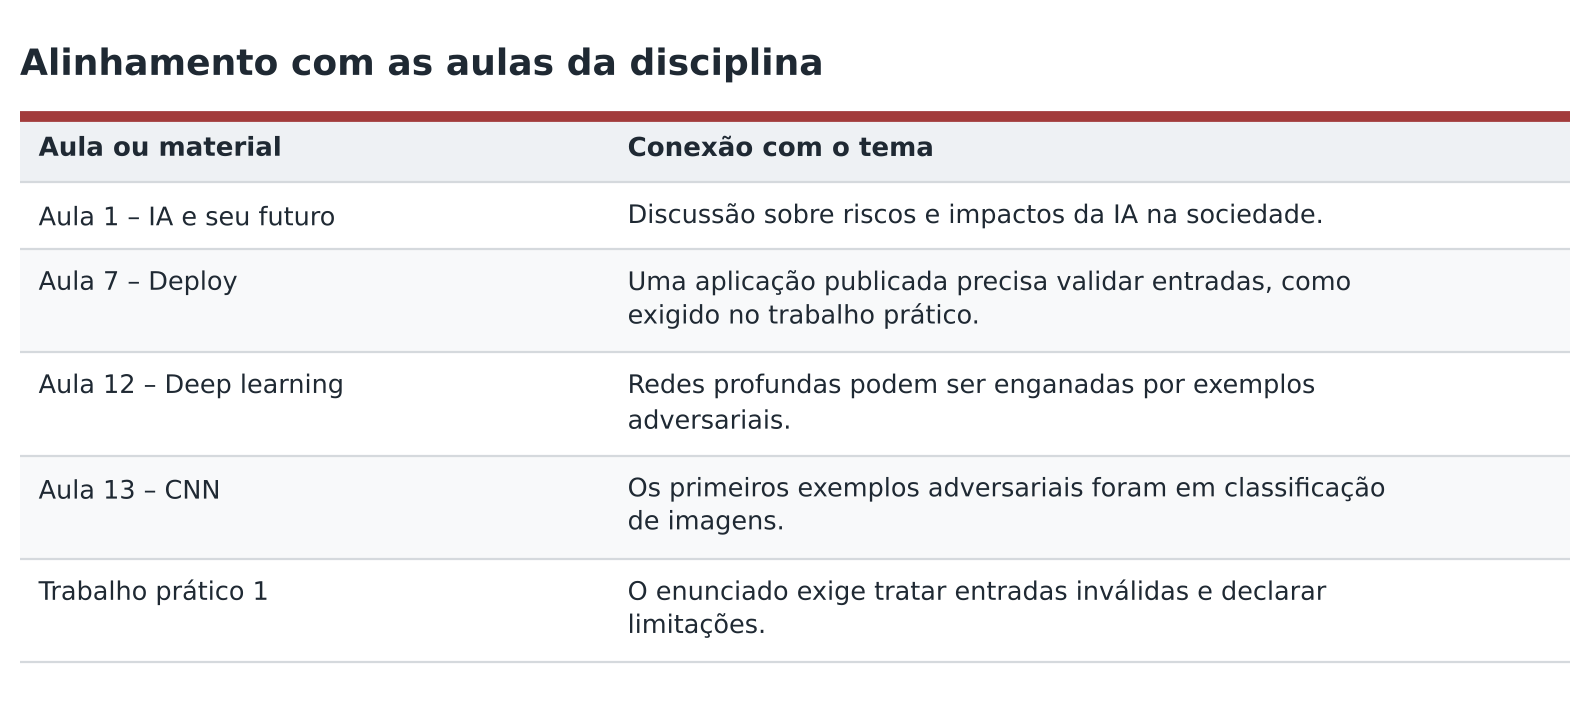 Alinhamento com as aulas da disciplina
Aula ou material
Conexão com o tema
Aula 1 – IA e seu futuro
Discussão sobre riscos e impactos da IA na sociedade.
Aula 7 – Deploy
Uma aplicação publicada precisa validar entradas, como
exigido no trabalho prático.
Aula 12 – Deep learning
Redes profundas podem ser enganadas por exemplos
adversariais.
Aula 13 – CNN
Os primeiros exemplos adversariais foram em classificação
de imagens.
Trabalho prático 1
O enunciado exige tratar entradas inválidas e declarar
limitações.